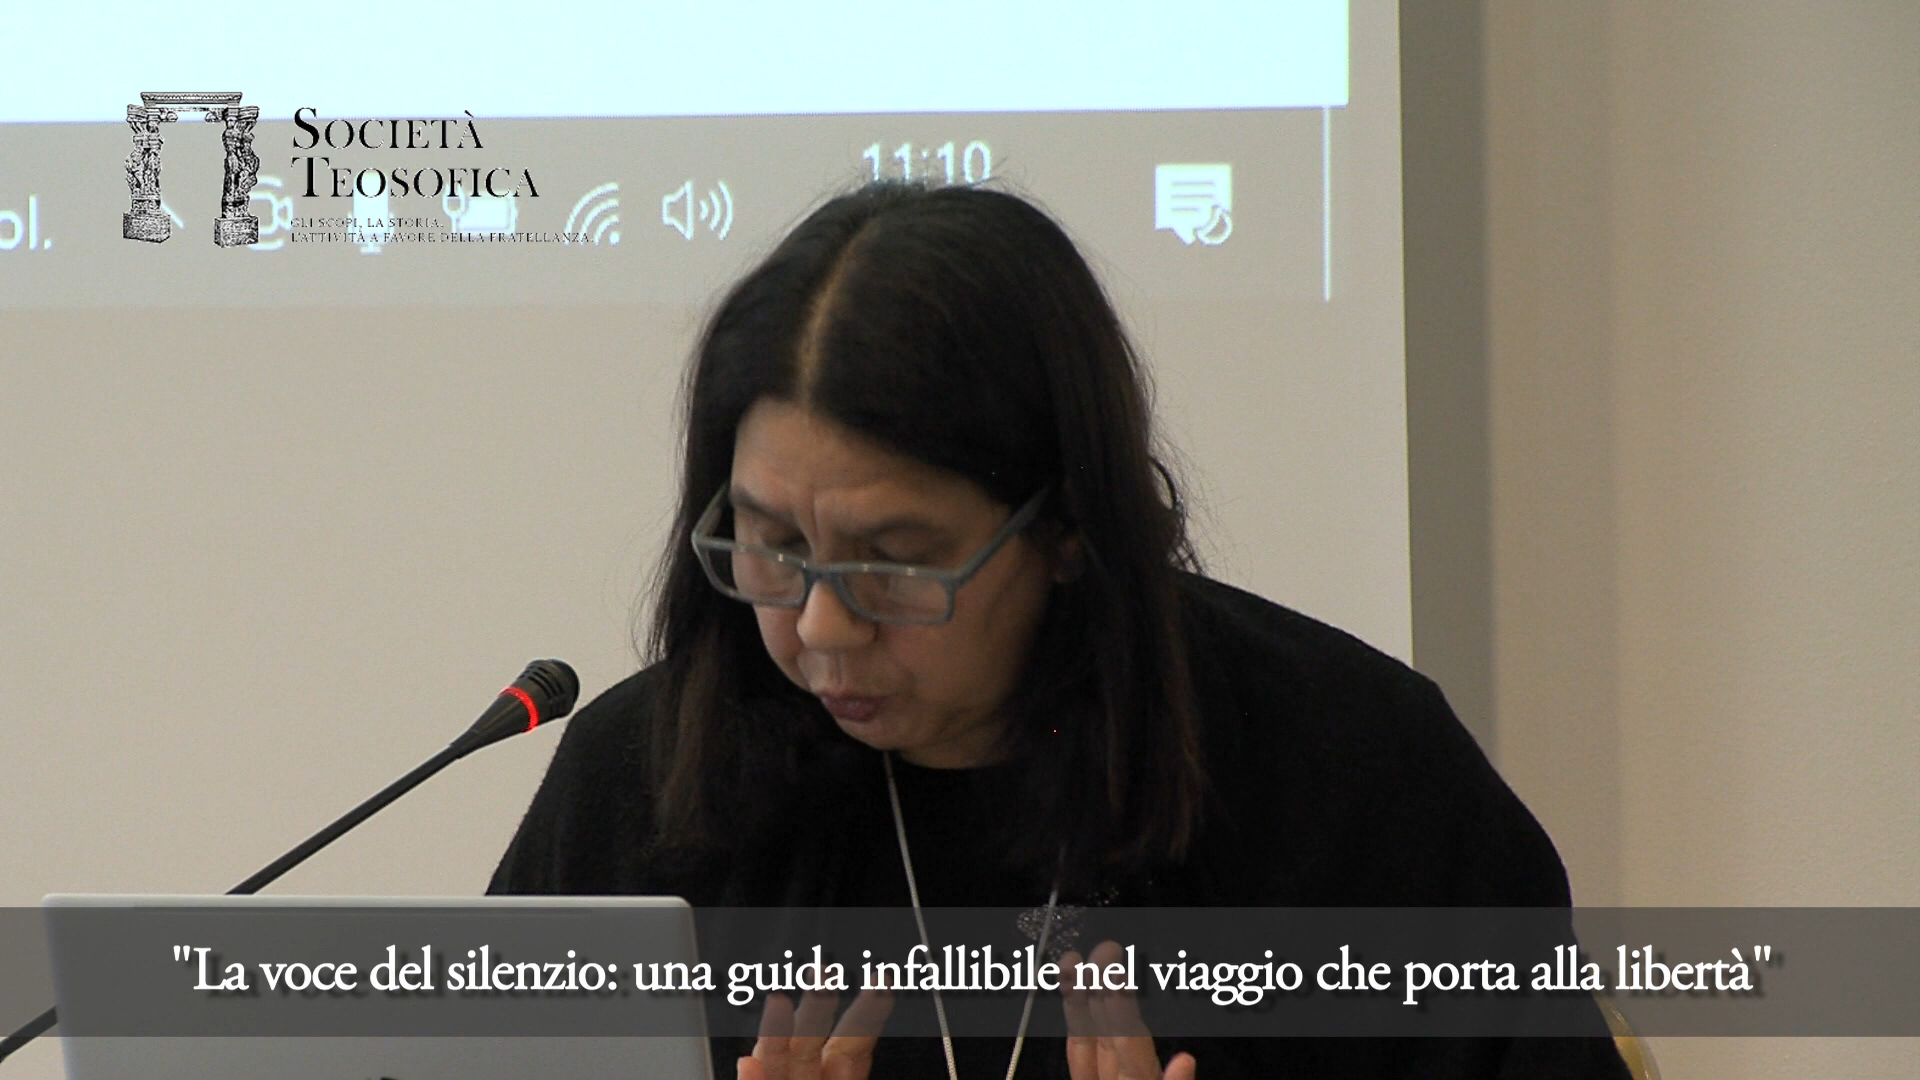 SOCIETÀ
TEOSOFICA
GLI SCOPI, LA STORIA,
L'ATTIVITÀ A FAVORE DELLA FRATELLANZA.
ol.
11:10
"La voce del silenzio: una guida infallibile nel viaggio che porta alla libertà"